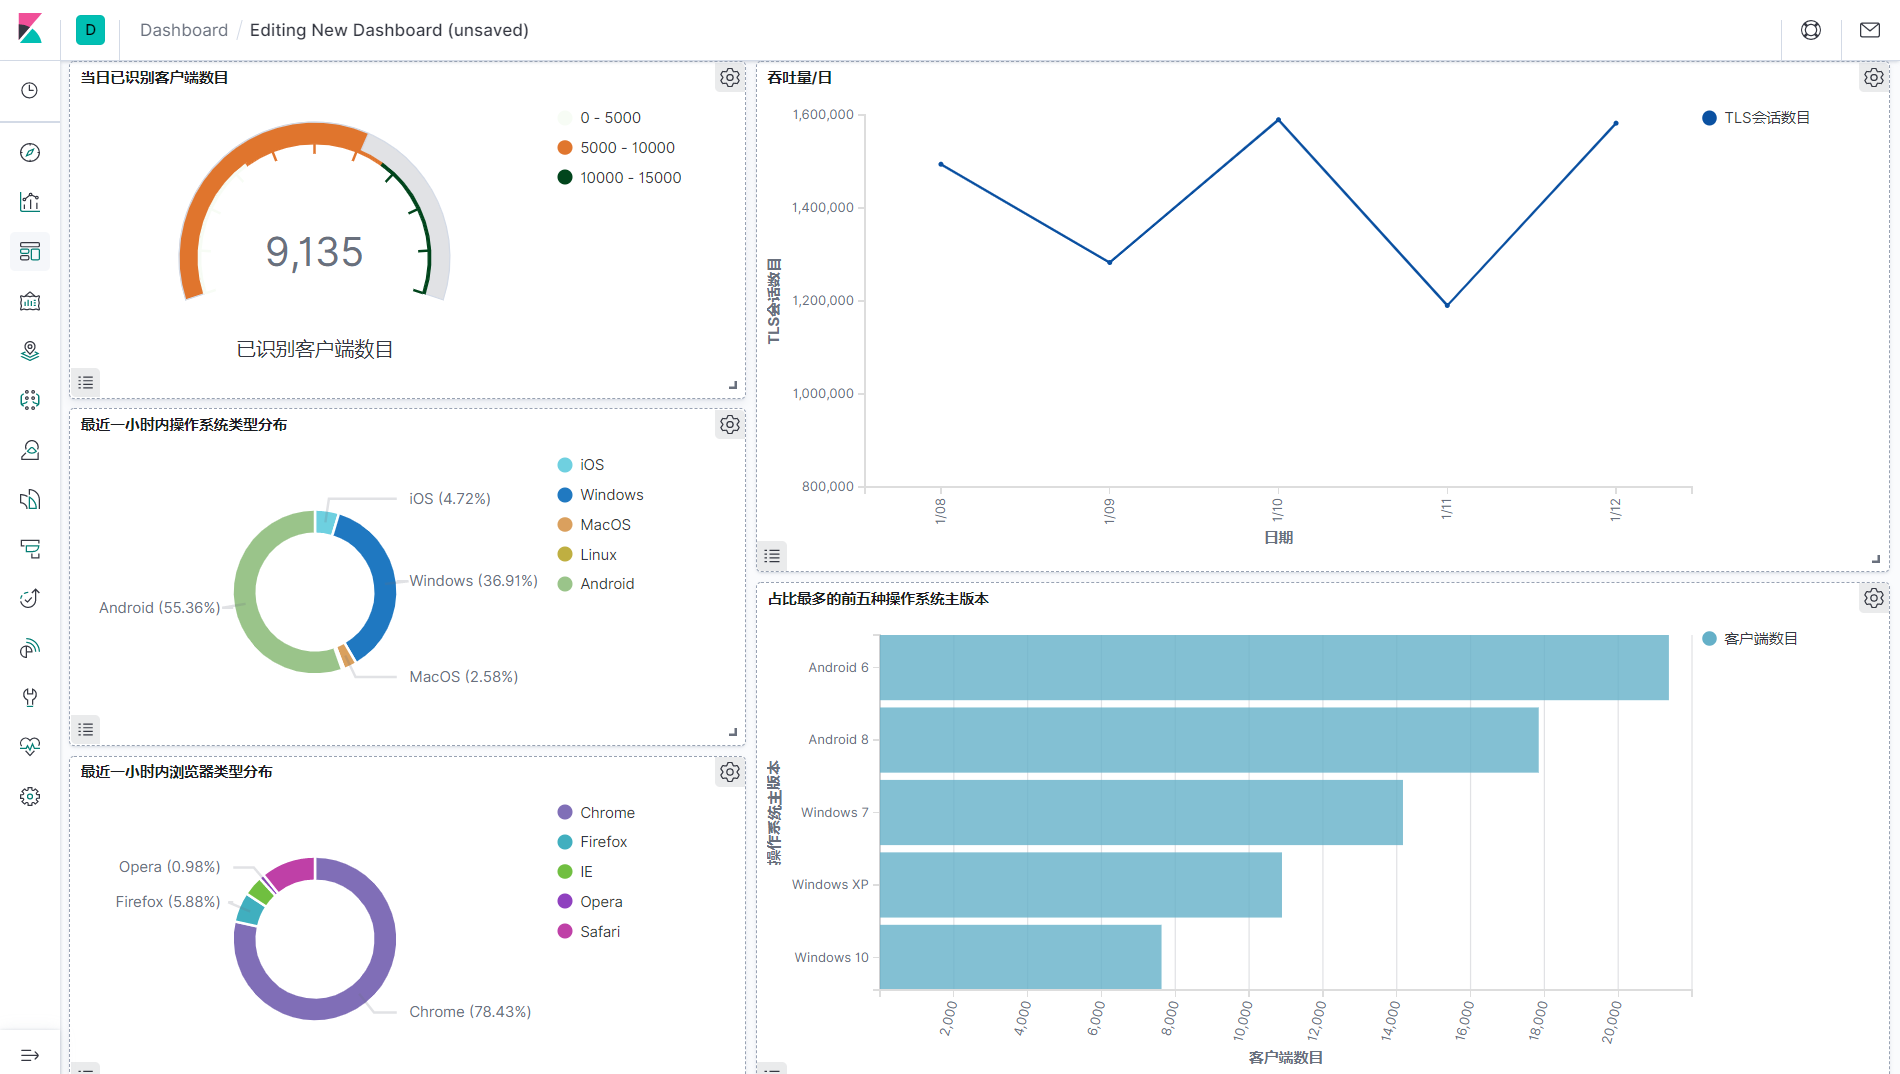 D
Dashboard / Editing New Dashboard (unsaved)
当日已识别客户端数目
0 - 5000
5000 - 10000
10000 - 15000
9,135
已识别客户端数目
最近一小时内操作系统类型分布
iOS
Windows
MacOS
Linux
Android
iOS (4.72%)
Windows (36.91%)
Android (55.36%)
MacOS (2.58%)
最近一小时内浏览器类型分布
Chrome
Firefox
IE
Opera
Safari
Opera (0.98%)
Firefox (5.88%)
Chrome (78.43%)
吞吐量/日
TLS会话数目
1,600,000
1,400,000
1,200,000
1,000,000
800,000
TLS会话数目
1/08
1/09
1/10
1/11
1/12
日期
占比最多的前五种操作系统主版本
客户端数目
Android 6
Android 8
Windows 7
Windows XP
Windows 10
操作系统主版本
2,000
4,000
6,000
8,000
10,000
12,000
14,000
16,000
18,000
20,000
客户端数目